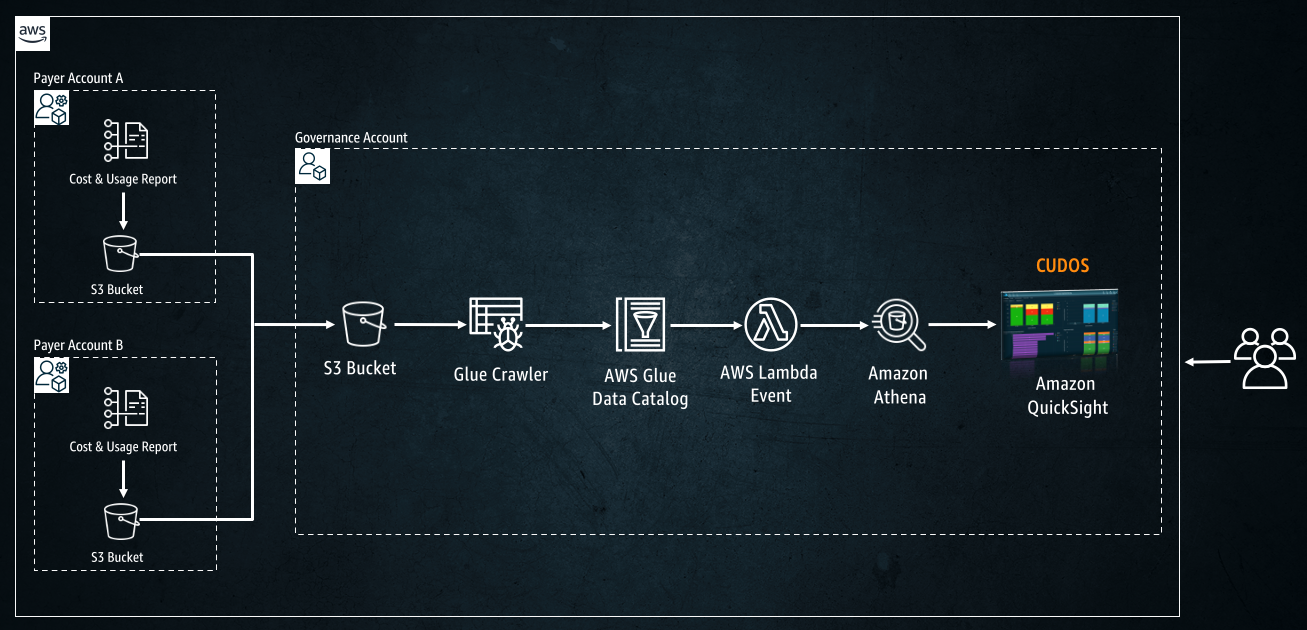 aws
Payer Account A
Cost & Usage Report
S3 Bucket
Payer Account B
Cost & Usage Report
S3 Bucket
Governance Account
S3 Bucket
Glue Crawler
AWS Glue
Data Catalog
AWS Lambda
Event
Amazon
Athena
CUDOS
Amazon
QuickSight